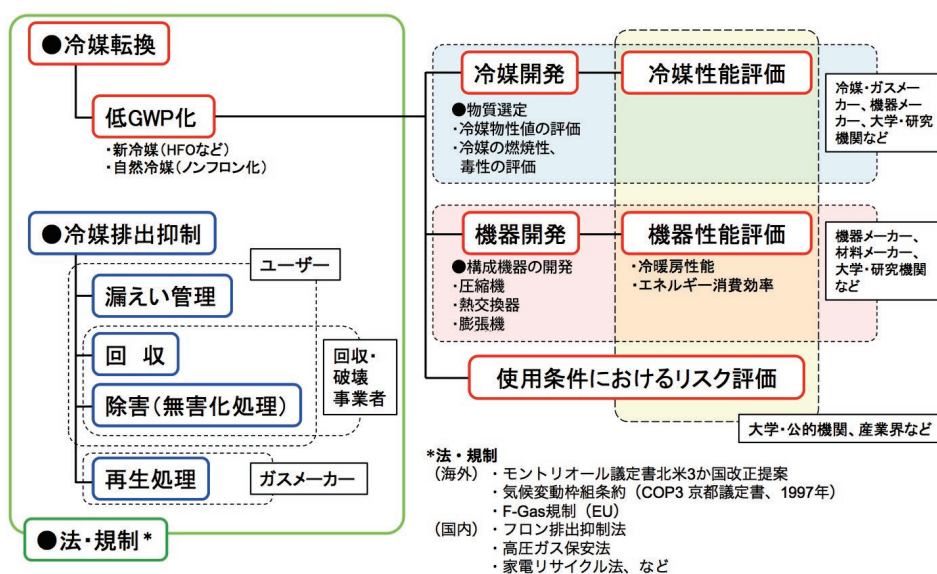 ●冷媒転換
低GWP化
・新冷媒(HFOなど)
・自然冷媒(ノンフロン化)
●冷媒排出抑制
ユーザー
漏えい管理
回 収
除害(無害化処理)
回収・
破壊
事業者
再生処理
ガスメーカー
●法・規制*
冷媒開発
●物質選定
・冷媒物性値の評価
・冷媒の燃焼性、
毒性の評価
冷媒性能評価
冷媒・ガスメー
カー、機器メー
カー、大学・研究
機関など
機器開発
●構成機器の開発
・圧縮機
・熱交換器
・膨張機
機器性能評価
・冷暖房性能
・エネルギー消費効率
機器メーカー、
材料メーカー、
大学・研究機関
など
使用条件におけるリスク評価
大学・公的機関、産業界など
*法・規制
(海外)・モントリオール議定書北米3か国改正提案
・気候変動枠組条約(COP3 京都議定書、1997年)
・F-Gas規制(EU)
(国内)・フロン排出抑制法
・高圧ガス保安法
・家電リサイクル法、など